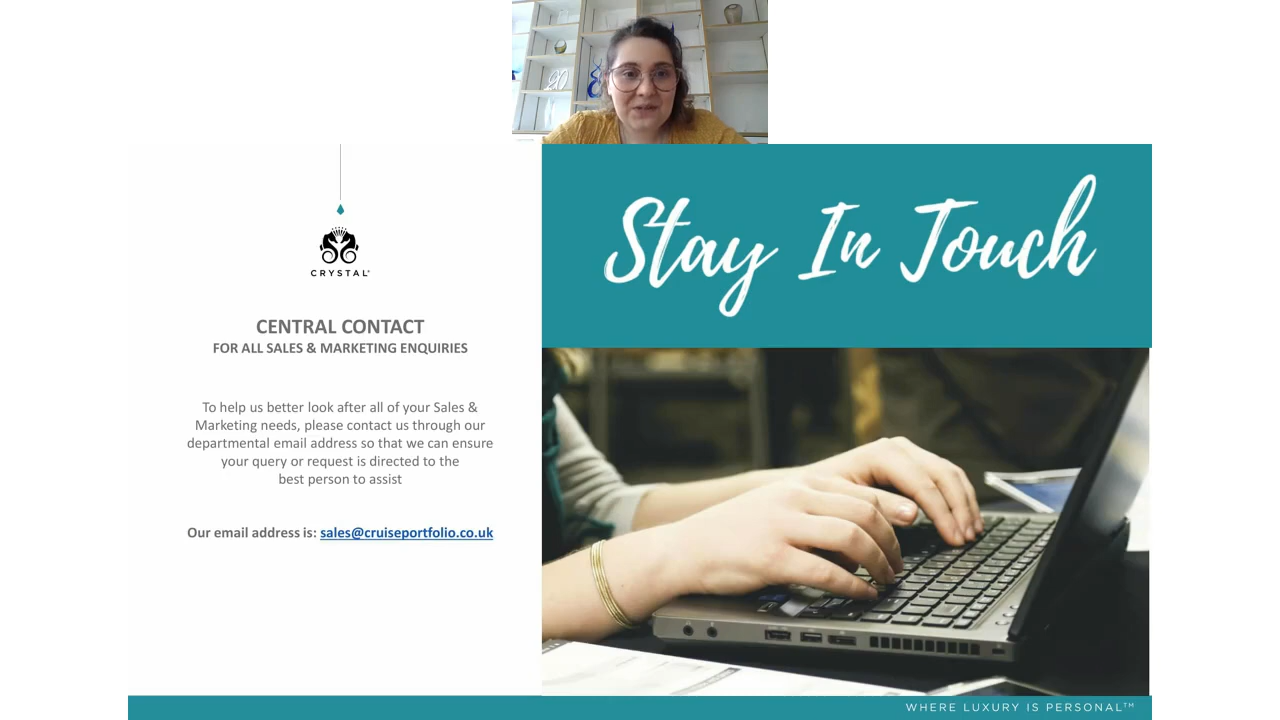 CRYSTAL
CENTRAL CONTACT
FOR ALL SALES & MARKETING ENQUIRIES
To help us better look after all of your Sales &
Marketing needs, please contact us through our
departmental email address so that we can ensure
your query or request is directed to the
best person to assist
Our email address is: sales@cruiseportfolio.co.uk
Stay In Touch
WHERE LUXURY IS PERSONAL™